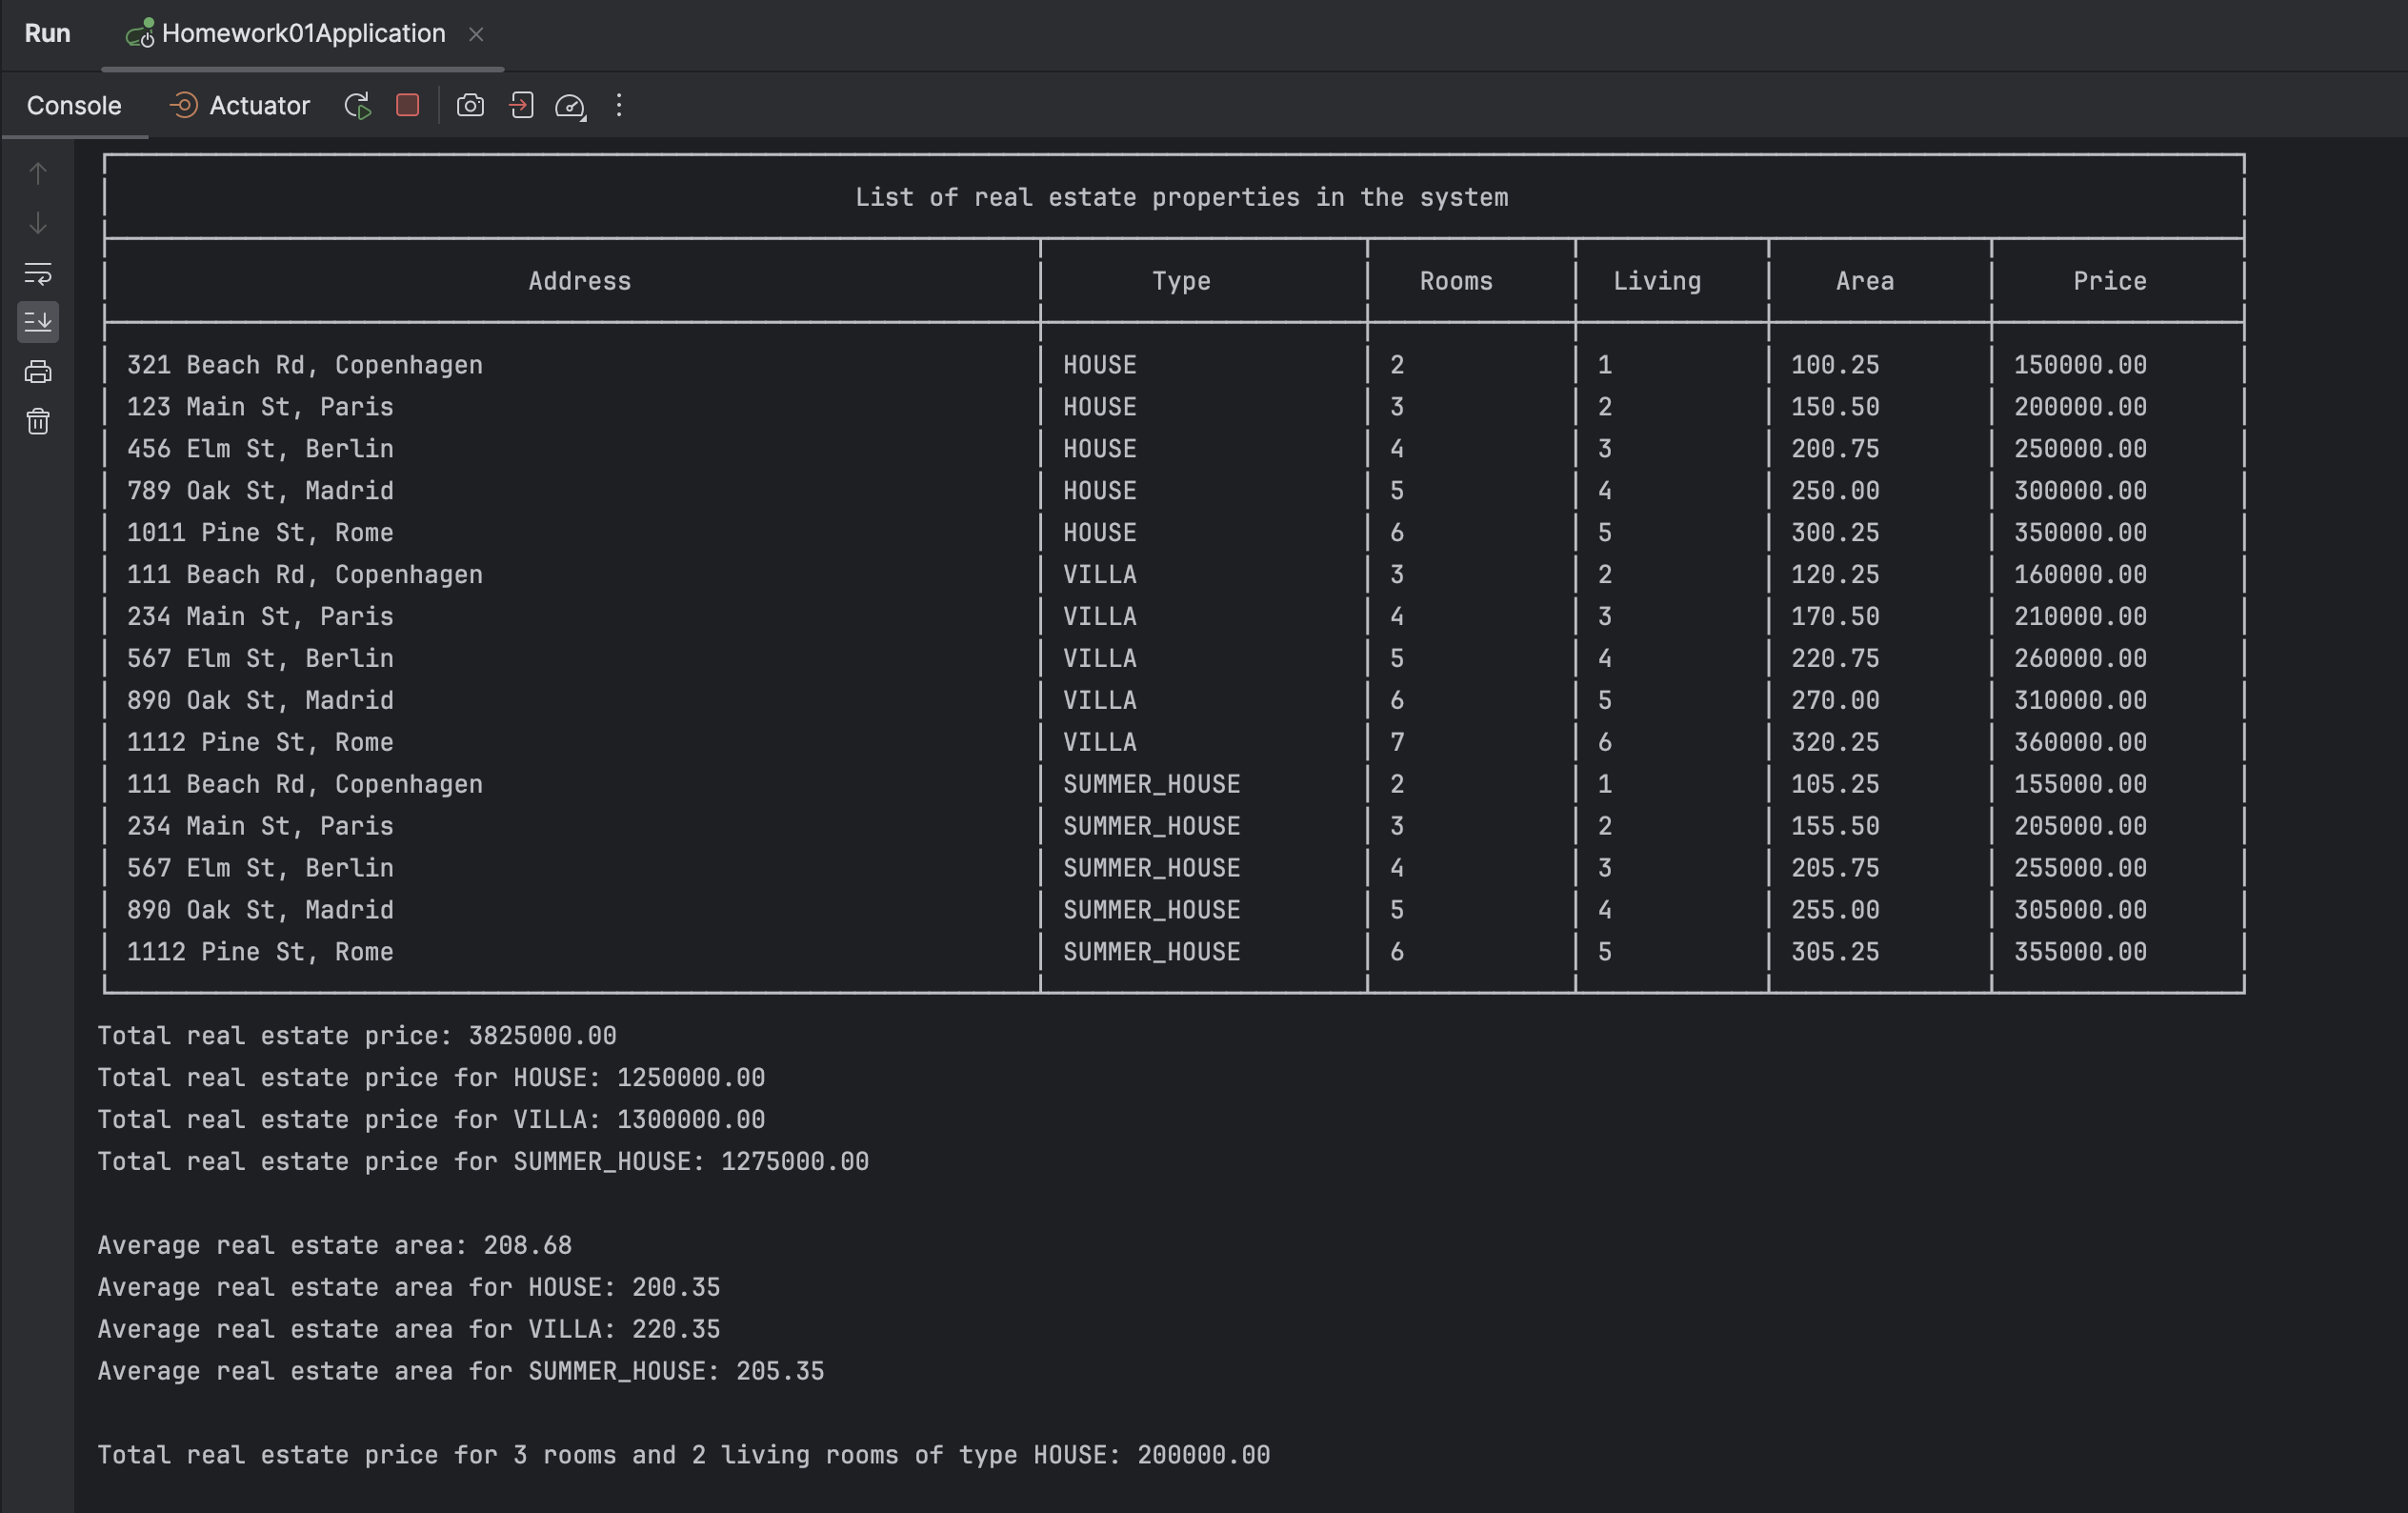 Run Homework01Application
Console Actuator
List of real estate properties in the system
Address Type Rooms Living Area Price
321 Beach Rd, Copenhagen HOUSE 2 1 100.25 150000.00
123 Main St, Paris HOUSE 3 2 150.50 200000.00
456 Elm St, Berlin HOUSE 4 3 200.75 250000.00
789 Oak St, Madrid HOUSE 5 4 250.00 300000.00
1011 Pine St, Rome HOUSE 6 5 300.25 350000.00
111 Beach Rd, Copenhagen VILLA 3 2 120.25 160000.00
234 Main St, Paris VILLA 4 3 170.50 210000.00
567 Elm St, Berlin VILLA 5 4 220.75 260000.00
890 Oak St, Madrid VILLA 6 5 270.00 310000.00
1112 Pine St, Rome VILLA 7 6 320.25 360000.00
111 Beach Rd, Copenhagen SUMMER_HOUSE 2 1 105.25 155000.00
234 Main St, Paris SUMMER_HOUSE 3 2 155.50 205000.00
567 Elm St, Berlin SUMMER_HOUSE 4 3 205.75 255000.00
890 Oak St, Madrid SUMMER_HOUSE 5 4 255.00 305000.00
1112 Pine St, Rome SUMMER_HOUSE 6 5 305.25 355000.00
Total real estate price: 3825000.00
Total real estate price for HOUSE: 1250000.00
Total real estate price for VILLA: 1300000.00
Total real estate price for SUMMER_HOUSE: 1275000.00
Average real estate area: 208.68
Average real estate area for HOUSE: 200.35
Average real estate area for VILLA: 220.35
Average real estate area for SUMMER_HOUSE: 205.35
Total real estate price for 3 rooms and 2 living rooms of type HOUSE: 200000.00